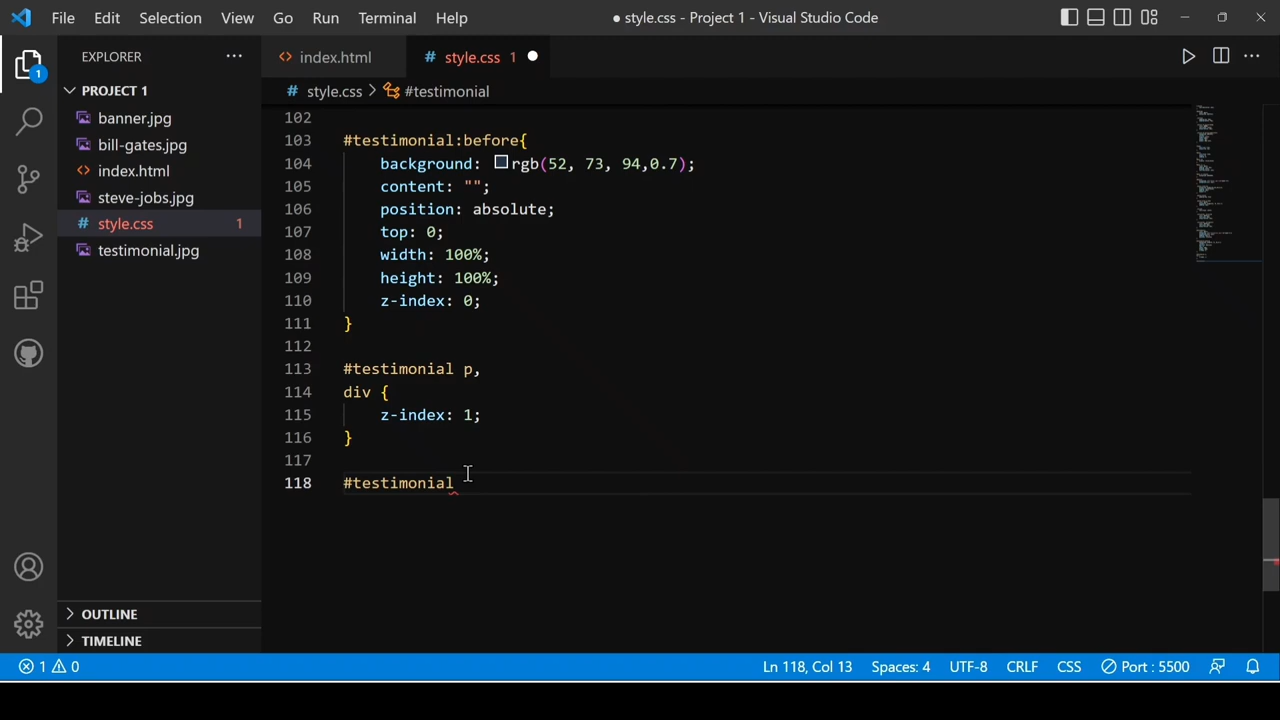 File Edit Selection View Go Run Terminal Help ● style.css - Project 1 - Visual Studio Code
EXPLORER ···
index.html # style.css 1
1
PROJECT 1
# style.css > #testimonial
banner.jpg
bill-gates.jpg
index.html
steve-jobs.jpg
# style.css 1
testimonial.jpg
102
103 #testimonial:before{
104 background: rgb(52, 73, 94,0.7);
105 content: "";
106 position: absolute;
107 top: 0;
108 width: 100%;
109 height: 100%;
110 z-index: 0;
111 }
112
113 #testimonial p,
114 div {
115 z-index: 1;
116 }
117
118 #testimonial
OUTLINE
TIMELINE
1 0 Ln 118, Col 13 Spaces: 4 UTF-8 CRLF CSS Port : 5500